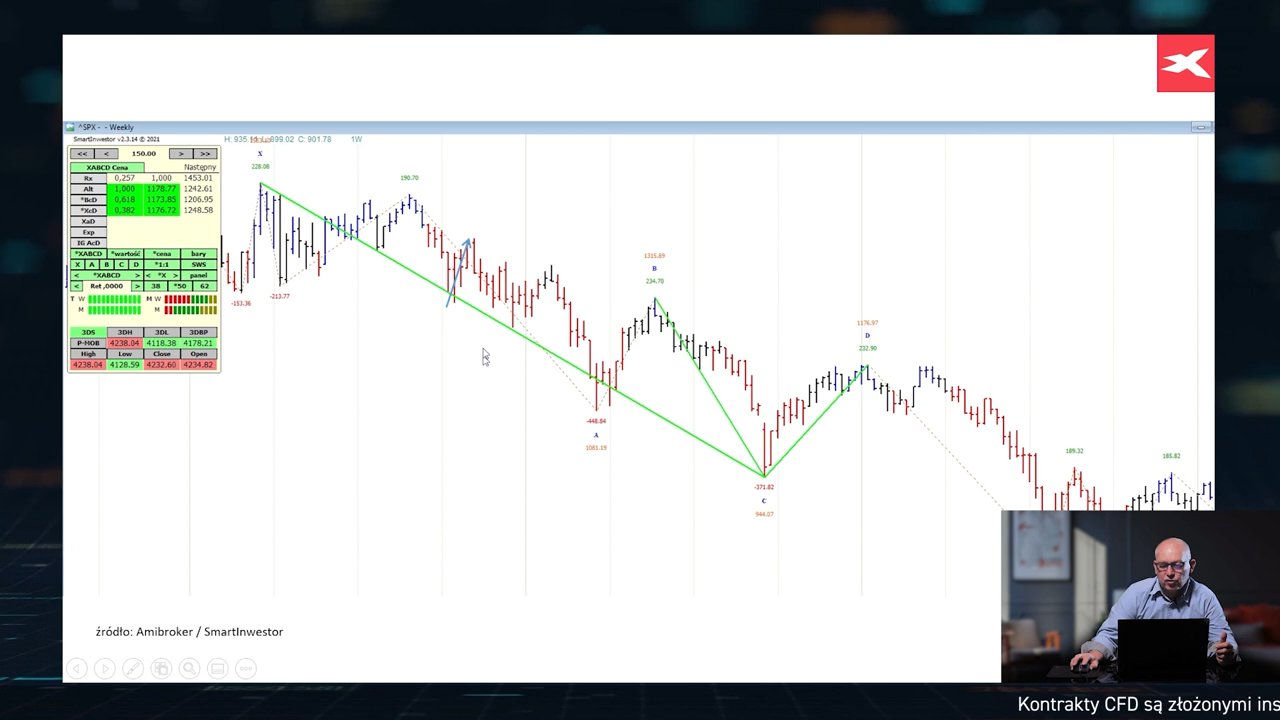 ^SPX - - Weekly
SmartInwestor v2.3.14 © 2021
C: 901.78 1W
<< < 150.00 > >>
XABCD Cena Następny
Rx 0,257 1,000 1453.01
Alt 1,000 1178.77 1242.61
*BcD 0,618 1173.85 1206.95
*XcD 0,382 1176.72 1248.58
XaD
Exp
IG AcD
*XABCD *wartość *cena bary
X A B C D *1:1 SWS
< *XABCD > < *X > panel
< Ret ,0000 > 38 *50 62
T W M W
M M
3DS 3DH 3DL 3DBP
P-MOB 4238.04 4118.38 4178.21
High Low Close Open
4238.04 4128.59 4232.60 4234.82
X
228.08
190.70
-153.36
-213.77
1315.89
B
234.70
1176.97
D
232.90
-448.84
A
1081.19
-371.82
C
944.07
189.32
185.82
źródło: Amibroker / SmartInwestor
Kontrakty CFD są złożonymi ins